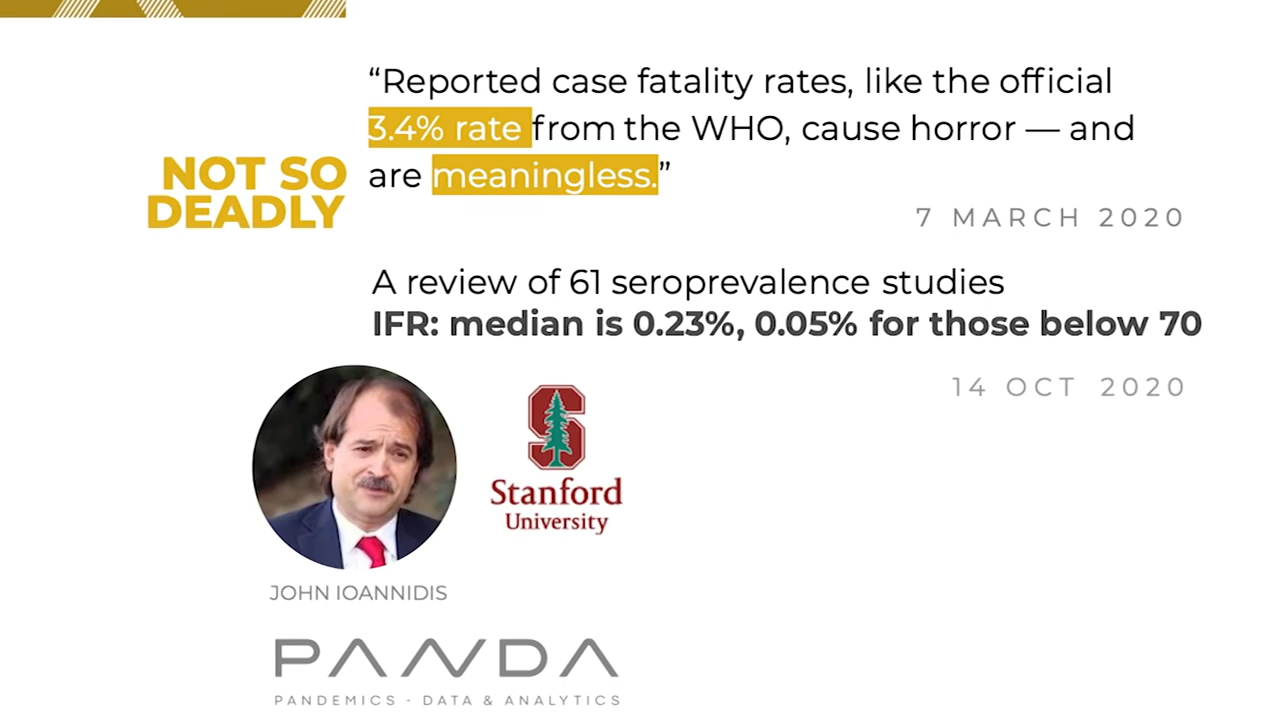 NOT SO
DEADLY
“Reported case fatality rates, like the official
3.4% rate from the WHO, cause horror — and
are meaningless.”
7 MARCH 2020
A review of 61 seroprevalence studies
IFR: median is 0.23%, 0.05% for those below 70
14 OCT 2020
S
Stanford
University
JOHN IOANNIDIS
PANDA
PANDEMICS - DATA & ANALYTICS